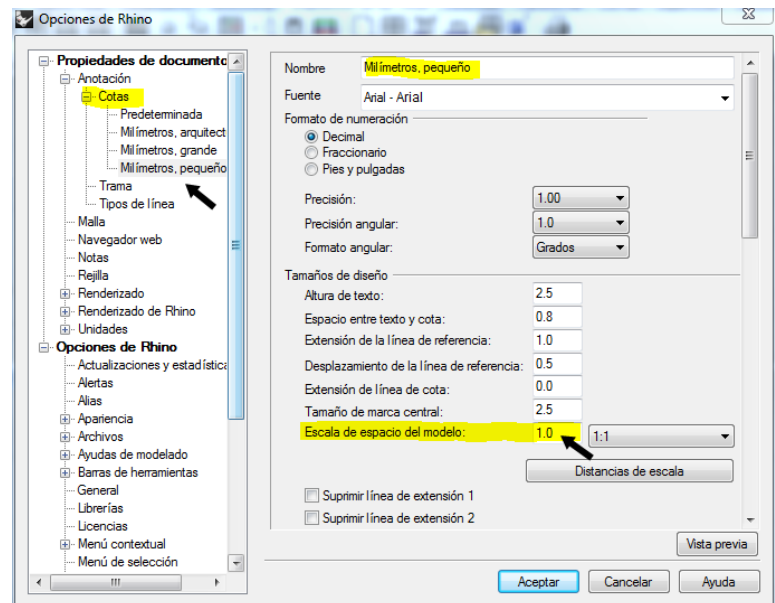 Opciones de Rhino
Propiedades de documento
Anotación
Cotas
Predeterminada
Milímetros, arquitect
Milímetros, grande
Milímetros, pequeño
Trama
Tipos de línea
Malla
Navegador web
Notas
Rejilla
Renderizado
Renderizado de Rhino
Unidades
Opciones de Rhino
Actualizaciones y estadística
Alertas
Alias
Apariencia
Archivos
Ayudas de modelado
Barras de herramientas
General
Librerías
Licencias
Menú contextual
Menú de selección
Nombre Milímetros, pequeño
Fuente Arial - Arial
Formato de numeración
Decimal
Fraccionario
Pies y pulgadas
Precisión: 1.00
Precisión angular: 1.0
Formato angular: Grados
Tamaños de diseño
Altura de texto: 2.5
Espacio entre texto y cota: 0.8
Extensión de la línea de referencia: 1.0
Desplazamiento de la línea de referencia: 0.5
Extensión de línea de cota: 0.0
Tamaño de marca central: 2.5
Escala de espacio del modelo: 1.0 1:1
Distancias de escala
Suprimir línea de extensión 1
Suprimir línea de extensión 2
Vista previa
Aceptar Cancelar Ayuda